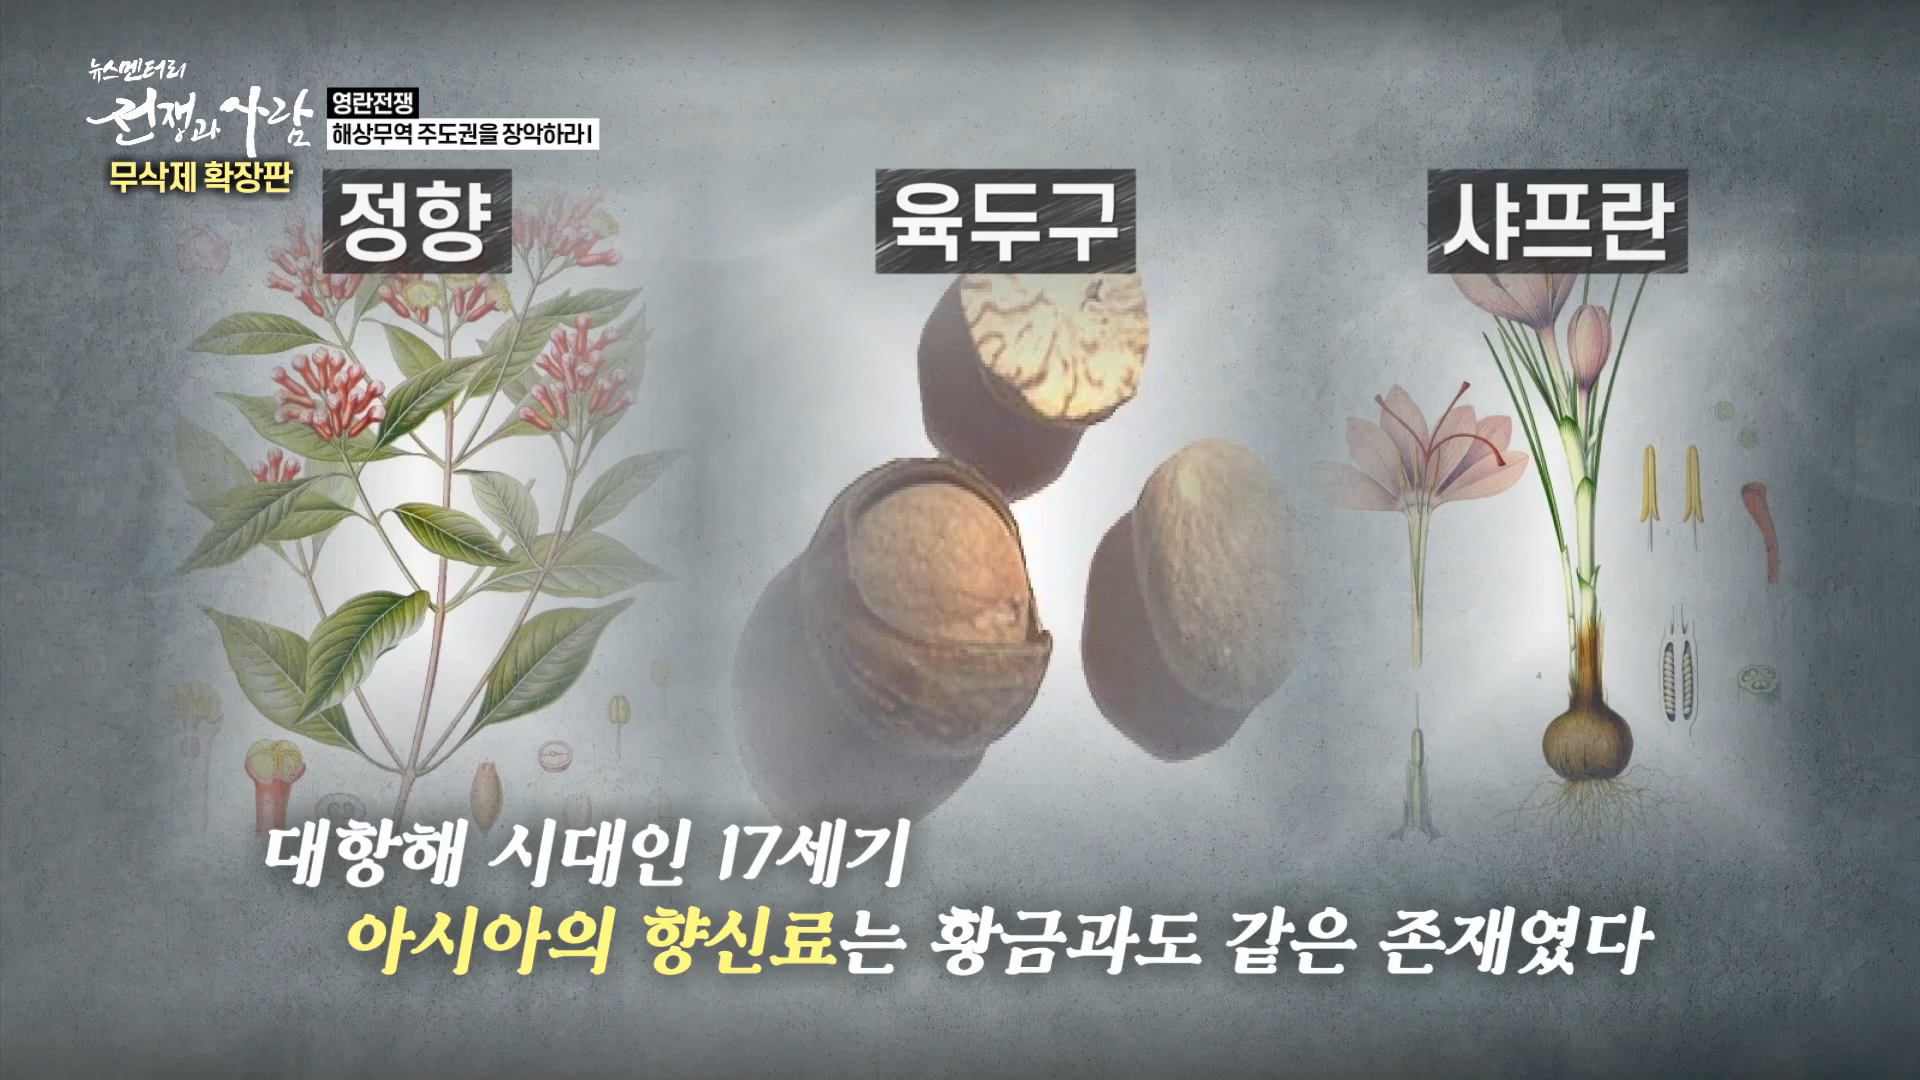 뉴스멘터리
전쟁과 사람
무삭제 확장판
영란전쟁
해상무역 주도권을 장악하라 I
정향
육두구
샤프란
대항해 시대인 17세기
아시아의 향신료는 황금과도 같은 존재였다